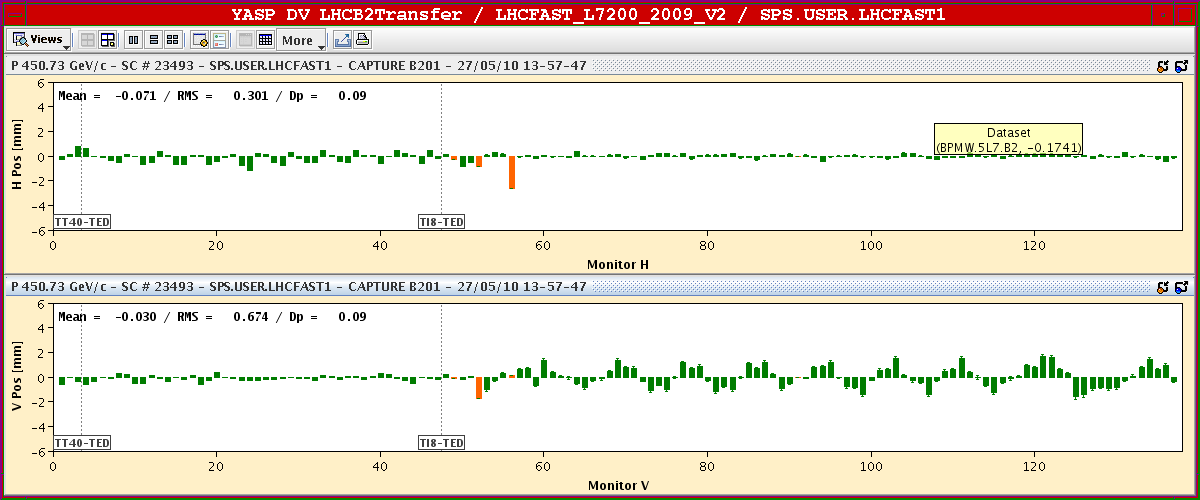 YASP DV LHCB2Transfer / LHCFAST_L7200_2009_V2 / SPS.USER.LHCFAST1
Views More
P 450.73 GeV/c - SC # 23493 - SPS.USER.LHCFAST1 - CAPTURE B201 - 27/05/10 13-57-47
Mean = -0.071 / RMS = 0.301 / Dp = 0.09
H Pos [mm]
6
4
2
0
-2
-4
-6
Dataset
(BPMW.5L7.B2, -0.1741)
TT40-TED TI8-TED
0 20 40 60 80 100 120
Monitor H
P 450.73 GeV/c - SC # 23493 - SPS.USER.LHCFAST1 - CAPTURE B201 - 27/05/10 13-57-47
Mean = -0.030 / RMS = 0.674 / Dp = 0.09
V Pos [mm]
6
4
2
0
-2
-4
-6
TT40-TED TI8-TED
0 20 40 60 80 100 120
Monitor V